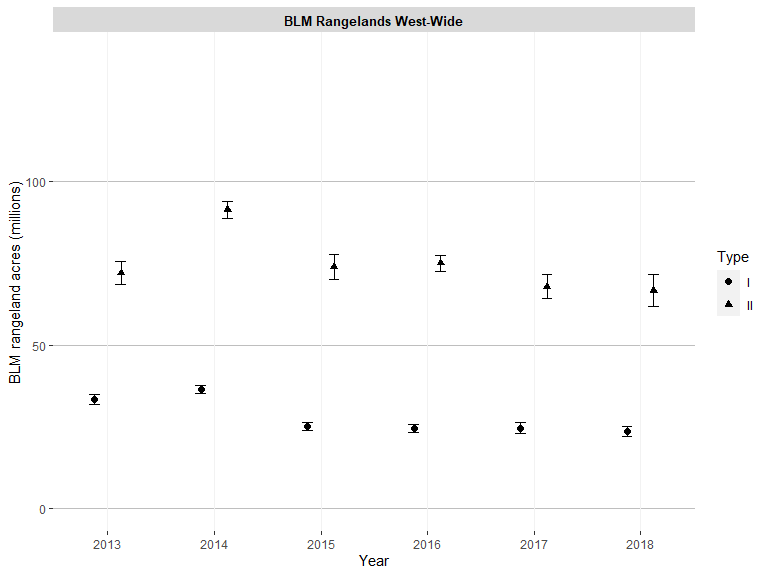 BLM Rangelands West-Wide
BLM rangeland acres (millions)
100
50
0
2013 2014 2015 2016 2017 2018
Year
Type
I
II